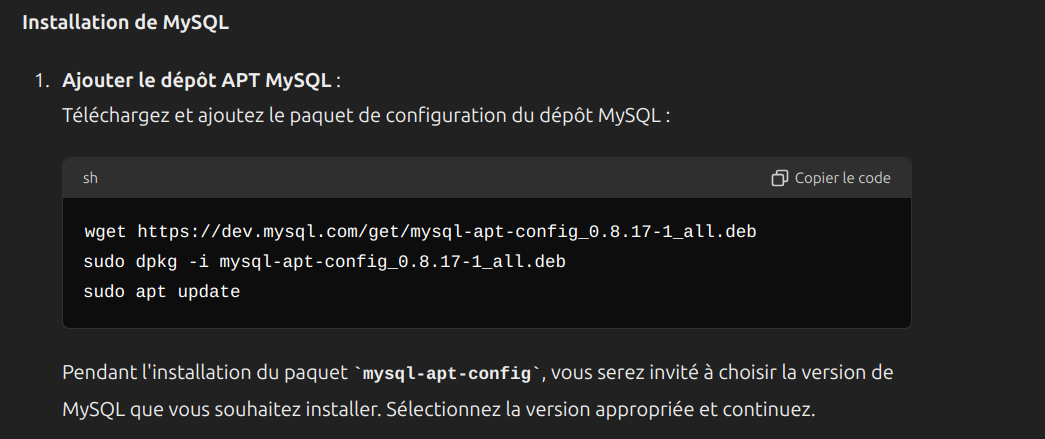 Installation de MySQL
1. Ajouter le dépôt APT MySQL :
Téléchargez et ajoutez le paquet de configuration du dépôt MySQL :
sh Copier le code
wget https://dev.mysql.com/get/mysql-apt-config_0.8.17-1_all.deb
sudo dpkg -i mysql-apt-config_0.8.17-1_all.deb
sudo apt update
Pendant l'installation du paquet `mysql-apt-config`, vous serez invité à choisir la version de
MySQL que vous souhaitez installer. Sélectionnez la version appropriée et continuez.